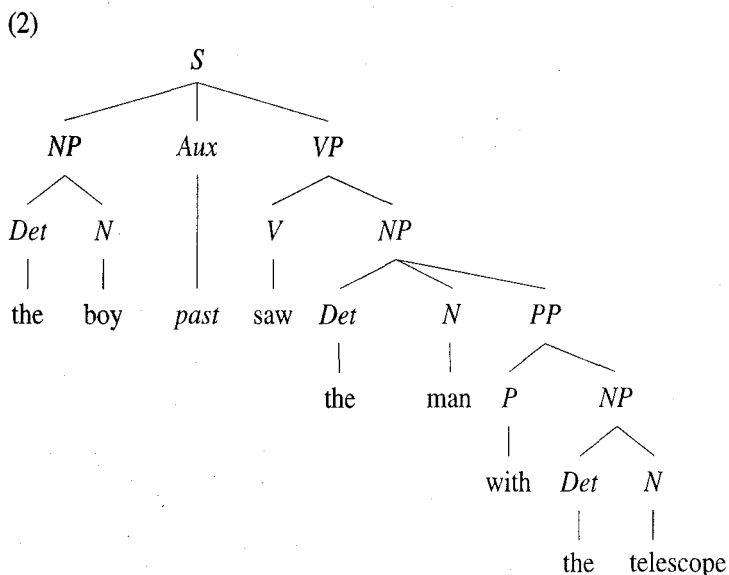 (2)
S
NP Aux VP
Det N V NP
the boy past saw Det N PP
the man P NP
with Det N
the telescope